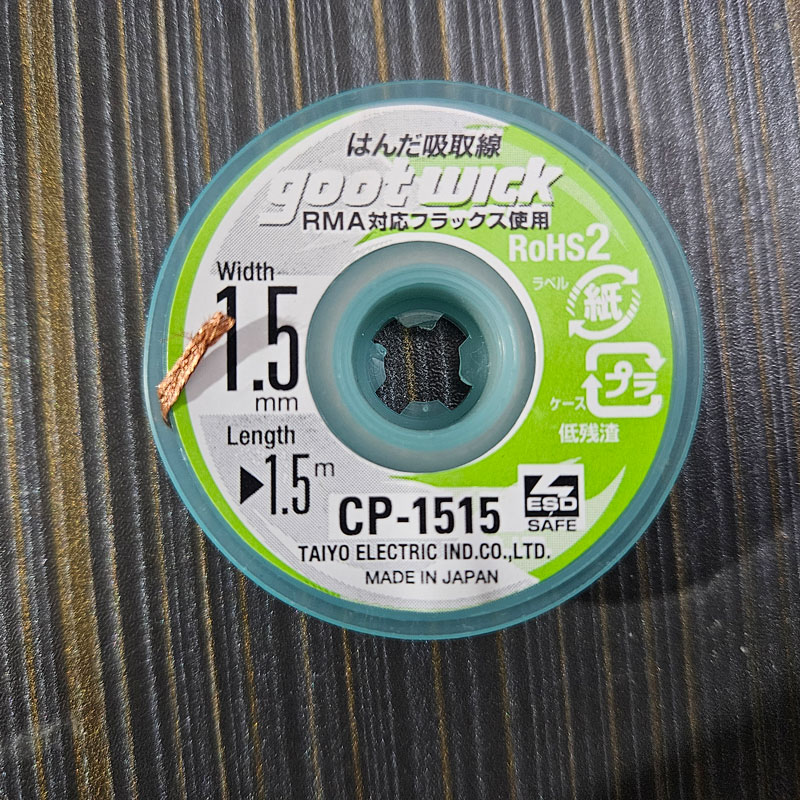 はんだ吸取線
goot wick
RMA対応フラックス使用
RoHS2
Width
1.5
mm
ラベル
紙
プラ
ケース
低残渣
Length
▶1.5m
CP-1515
ESD
SAFE
TAIYO ELECTRIC IND.CO.,LTD.
MADE IN JAPAN